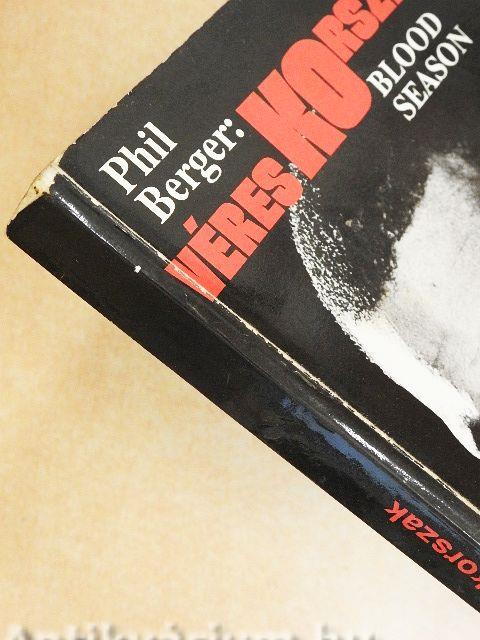 Phil
Berger:
VÉRES KORSZ
BLOOD
SEASON
korszak